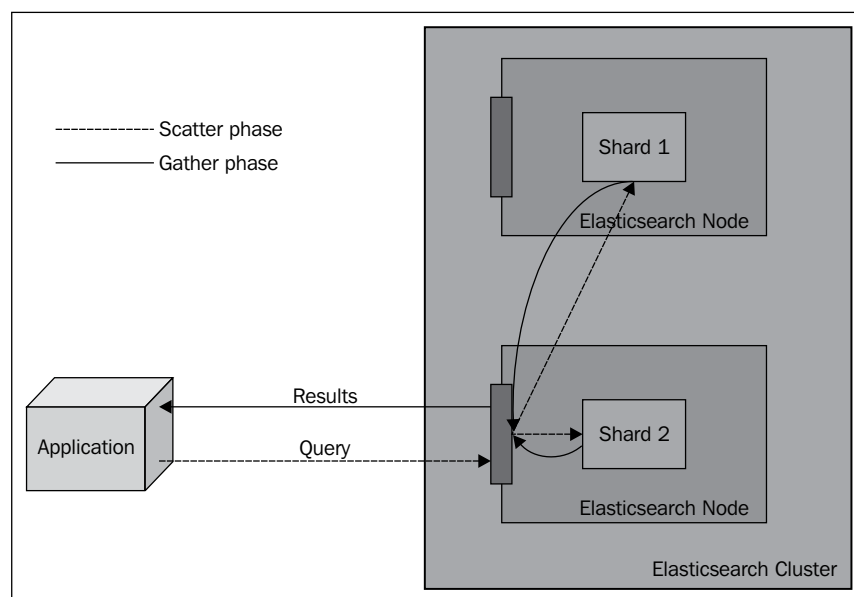 Scatter phase
Gather phase
Shard 1
Elasticsearch Node
Results
Application
Query
Shard 2
Elasticsearch Node
Elasticsearch Cluster